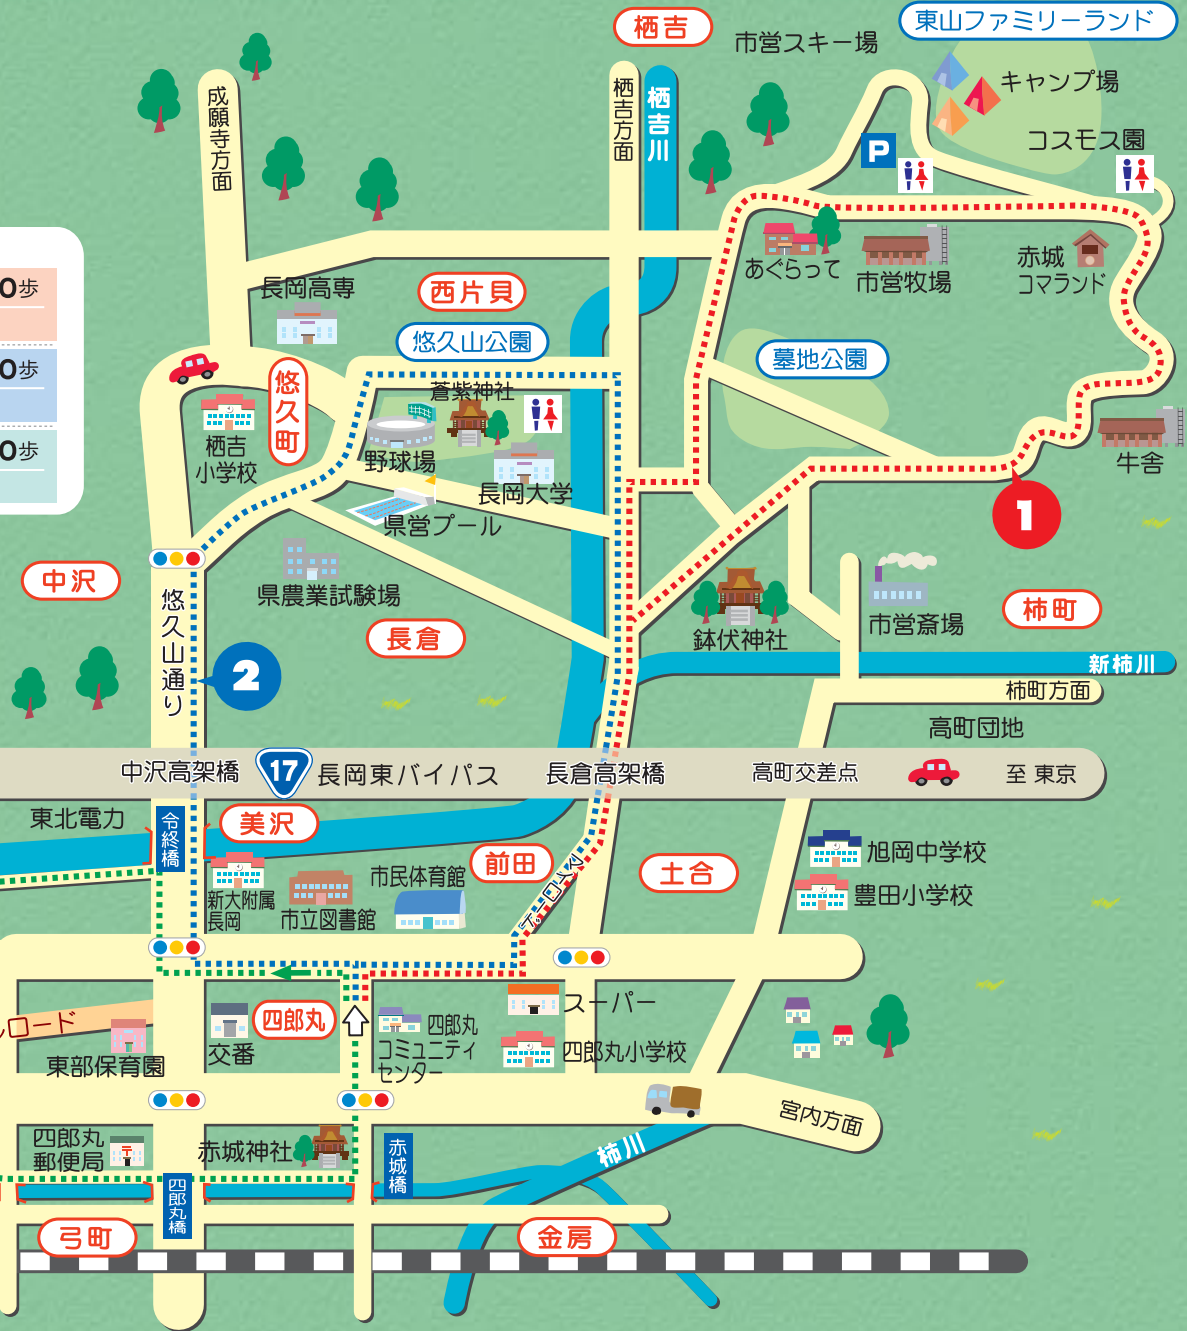 東山ファミリーランド
栖吉
市営スキー場
キャンプ場
成願寺方面
栖吉方面
栖吉川
コスモス園
P
あぐらって
市営牧場
赤城
コマランド
0歩
長岡高専
西片貝
悠久山公園
墓地公園
0歩
悠久町
蒼紫神社
栖吉
小学校
野球場
長岡大学
牛舎
0歩
県営プール
1
中沢
県農業試験場
柿町
悠久山通り
長倉
鉢伏神社
市営斎場
2
新柿川
柿町方面
高町団地
中沢高架橋
17
長岡東バイパス
長倉高架橋
高町交差点
至 東京
東北電力
令終橋
美沢
前田
土合
旭岡中学校
豊田小学校
市民体育館
新大附属
長岡
市立図書館
四郎丸
スーパー
ルロード
交番
四郎丸
コミュニティ
センター
四郎丸小学校
東部保育園
宮内方面
四郎丸
郵便局
赤城神社
赤城橋
柿川
四郎丸橋
弓町
金房